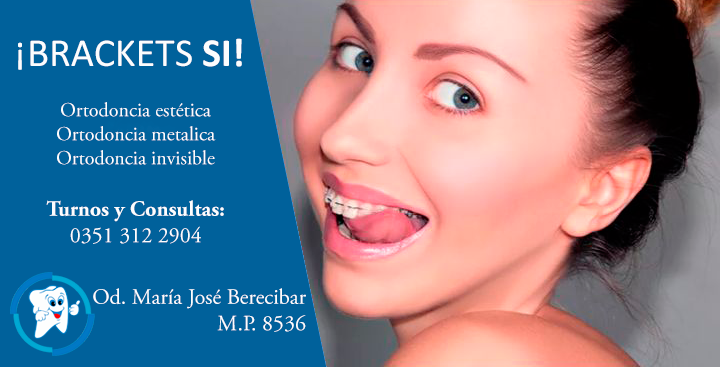 ¡BRACKETS SI!
Ortodoncia estética
Ortodoncia metalica
Ortodoncia invisible
Turnos y Consultas:
0351 312 2904
Od. María José Berecibar
M.P. 8536